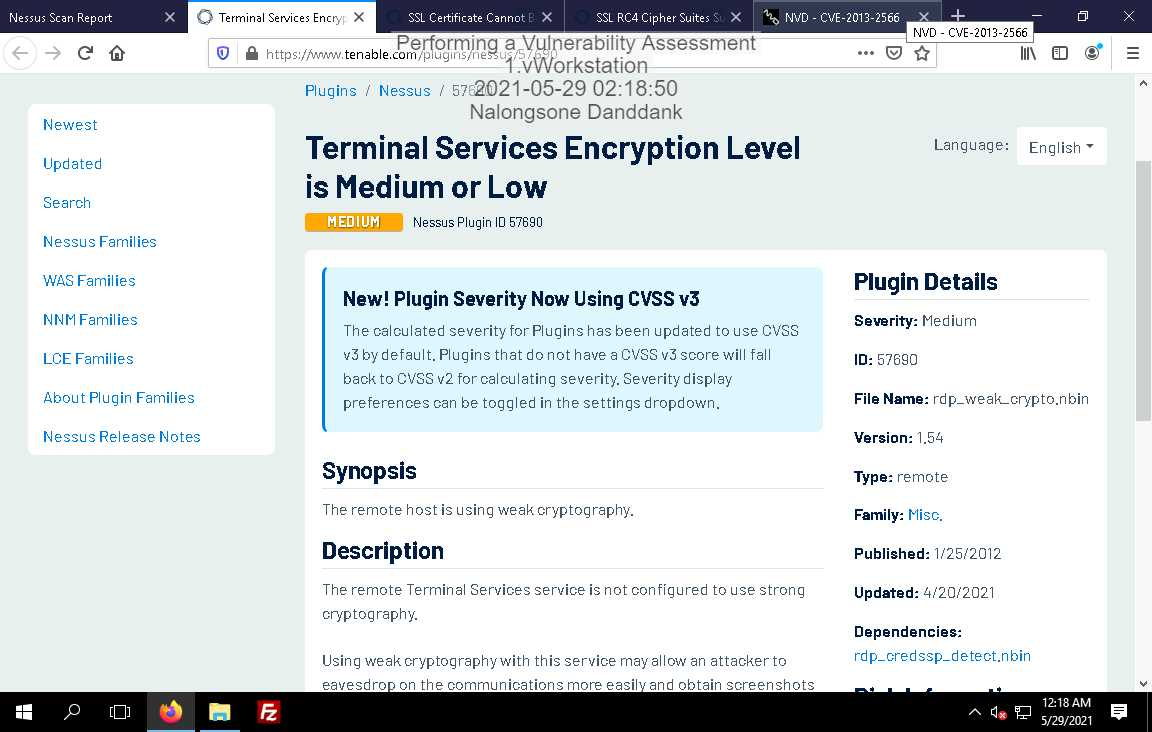 Nessus Scan Report
Terminal Services Encryp
SSL Certificate Cannot B
SSL RC4 Cipher Suites Su
NVD - CVE-2013-2566
NVD - CVE-2013-2566
https://www.tenable.com/plugins/nessus/57690
Performing a Vulnerability Assessment
1.vWorkstation
2021-05-29 02:18:50
Nalongsone Danddank
Plugins / Nessus / 57690
Newest
Updated
Search
Nessus Families
WAS Families
NNM Families
LCE Families
About Plugin Families
Nessus Release Notes
Terminal Services Encryption Level
is Medium or Low
Language: English
MEDIUM Nessus Plugin ID 57690
New! Plugin Severity Now Using CVSS v3
The calculated severity for Plugins has been updated to use CVSS
v3 by default. Plugins that do not have a CVSS v3 score will fall
back to CVSS v2 for calculating severity. Severity display
preferences can be toggled in the settings dropdown.
Synopsis
The remote host is using weak cryptography.
Description
The remote Terminal Services service is not configured to use strong
cryptography.
Using weak cryptography with this service may allow an attacker to
eavesdrop on the communications more easily and obtain screenshots
Plugin Details
Severity: Medium
ID: 57690
File Name: rdp_weak_crypto.nbin
Version: 1.54
Type: remote
Family: Misc.
Published: 1/25/2012
Updated: 4/20/2021
Dependencies:
rdp_credssp_detect.nbin
12:18 AM
5/29/2021